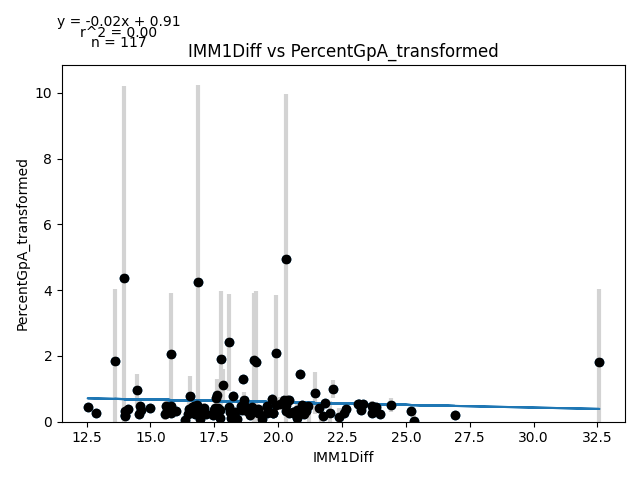 y = -0.02x + 0.91
r^2 = 0.00
n = 117
IMM1Diff vs PercentGpA_transformed
PercentGpA_transformed
10
8
6
4
2
0
12.5 15.0 17.5 20.0 22.5 25.0 27.5 30.0 32.5
IMM1Diff